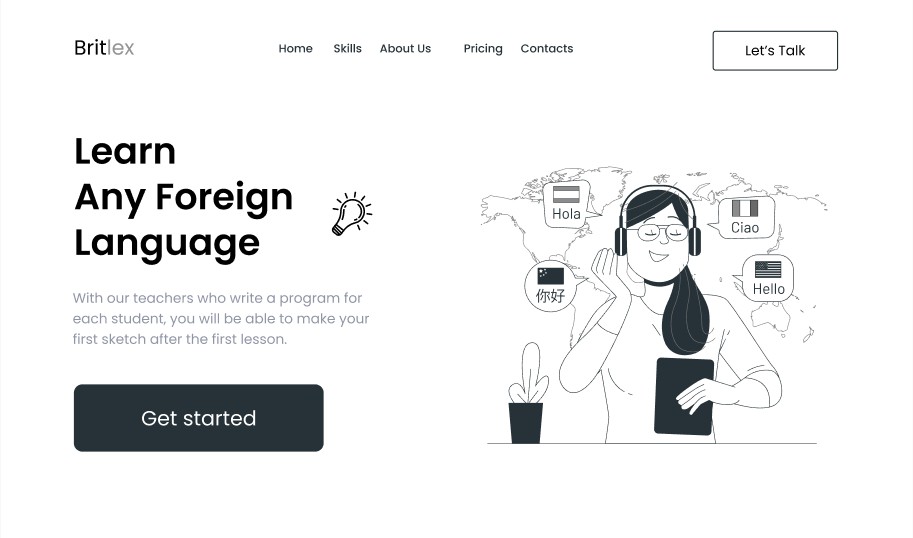 Britlex
Home Skills About Us Pricing Contacts
Let's Talk
Learn
Any Foreign
Language
With our teachers who write a program for
each student, you will be able to make your
first sketch after the first lesson.
Get started
Hola
Ciao
你好
Hello